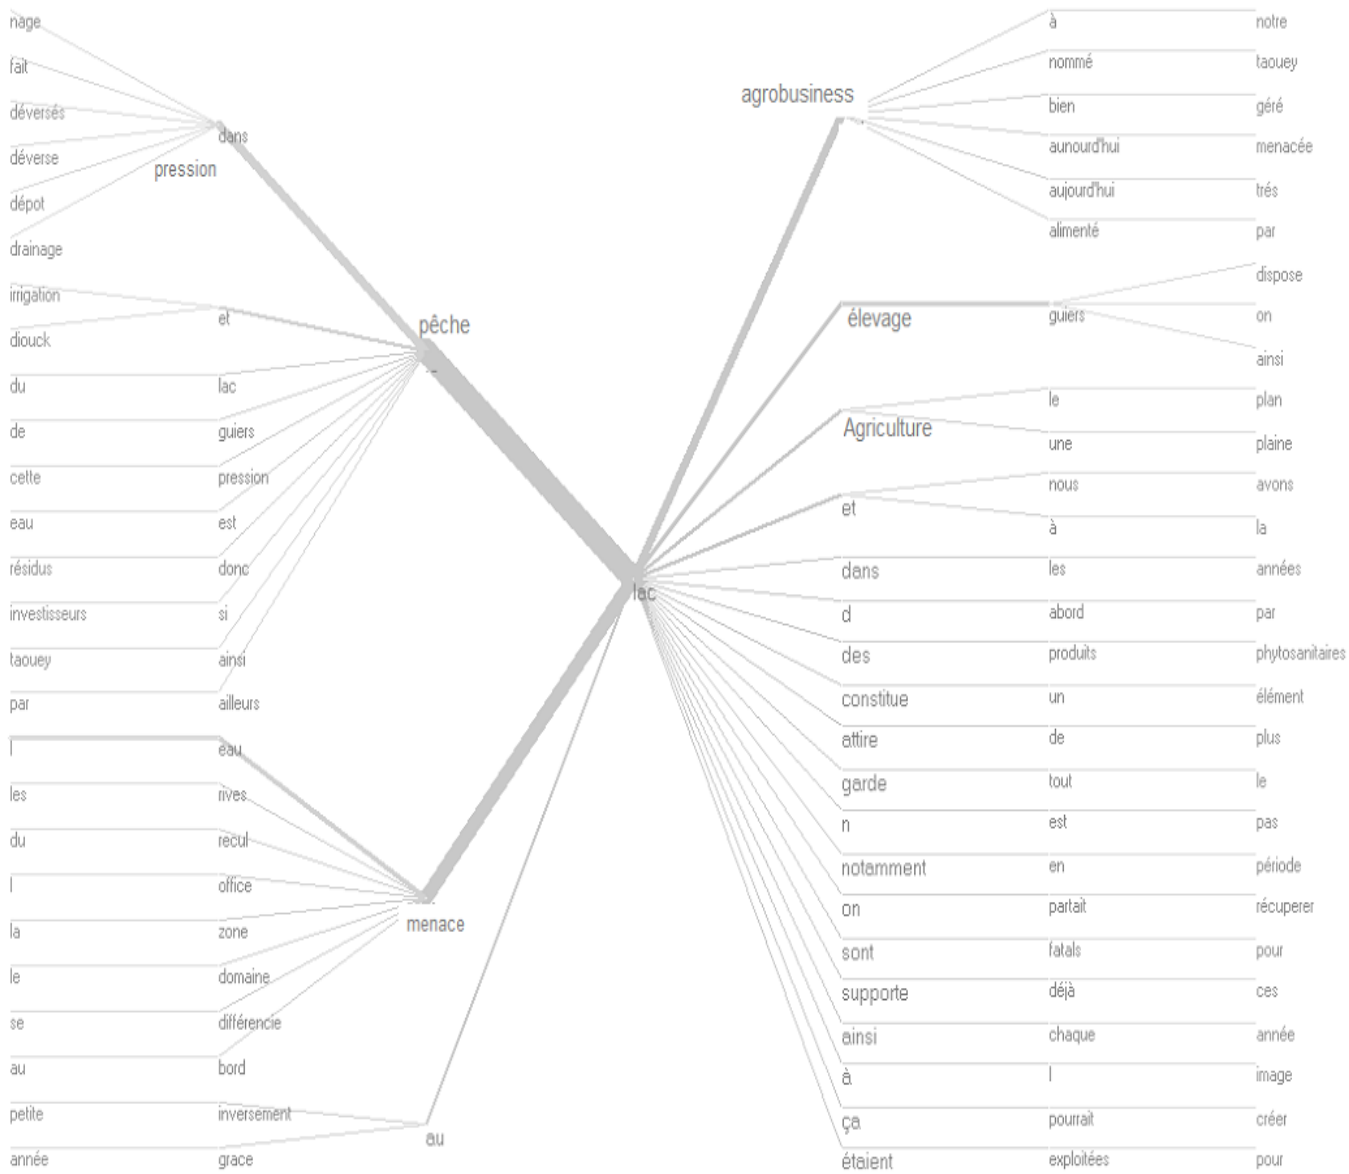 nage
fait
déversés
déverse
dépot
drainage
irrigation
diouck
du
de
cette
eau
résidus
investisseurs
taouey
par
l
les
du
l
la
le
se
au
petite
année
dans
pression
et
lac
guiers
pression
est
donc
si
ainsi
ailleurs
eau
rives
recul
office
zone
domaine
différencie
bord
inversement
grace
pêche
menace
au
lac
agrobusiness
élevage
Agriculture
et
dans
d
des
constitue
attire
garde
n
notamment
on
sont
supporte
ainsi
à
ça
étaient
à
nommé
bien
aunourd'hui
aujourd'hui
alimenté
guiers
le
une
nous
à
les
abord
produits
un
de
tout
est
en
partait
fatals
déjà
chaque
l
pourrait
exploitées
notre
taouey
géré
menacée
trés
par
dispose
on
ainsi
plan
plaine
avons
la
années
par
phytosanitaires
élément
plus
le
pas
période
récuperer
pour
ces
année
image
créer
pour